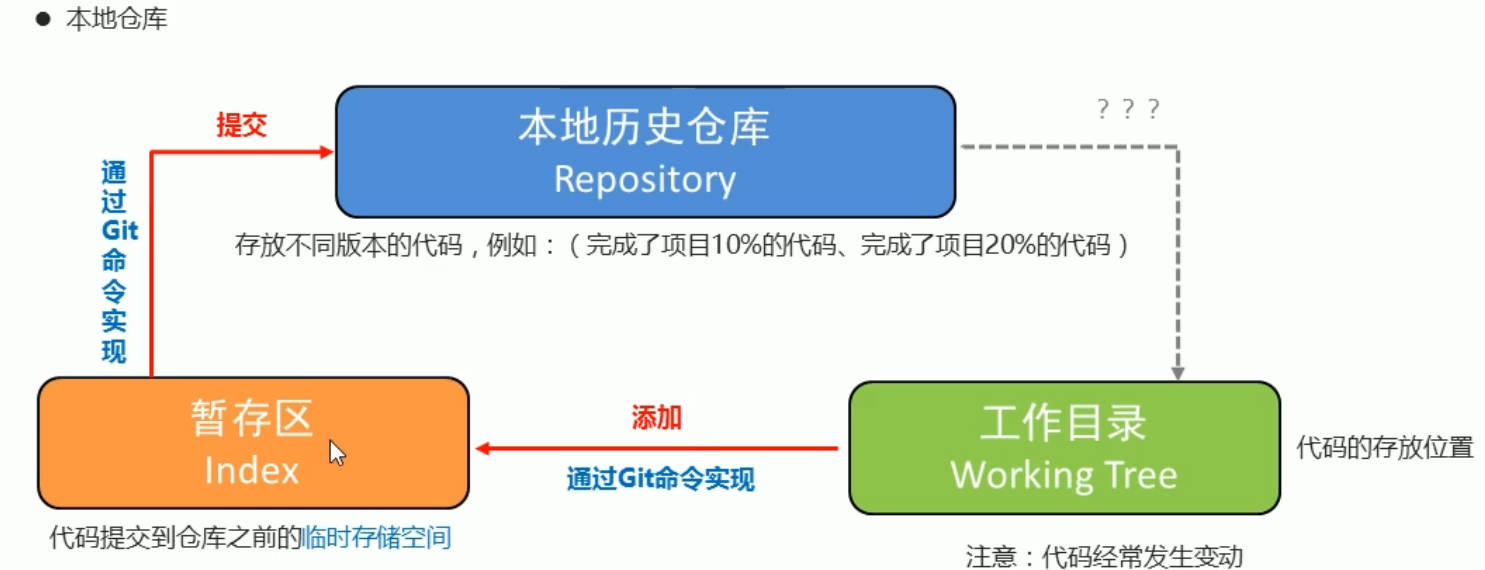 本地仓库
提交
本地历史仓库
Repository
？？？
通过Git命令实现
存放不同版本的代码，例如：（完成了项目10%的代码、完成了项目20%的代码）
暂存区
Index
添加
通过Git命令实现
工作目录
Working Tree
代码的存放位置
代码提交到仓库之前的临时存储空间
注意：代码经常发生变动